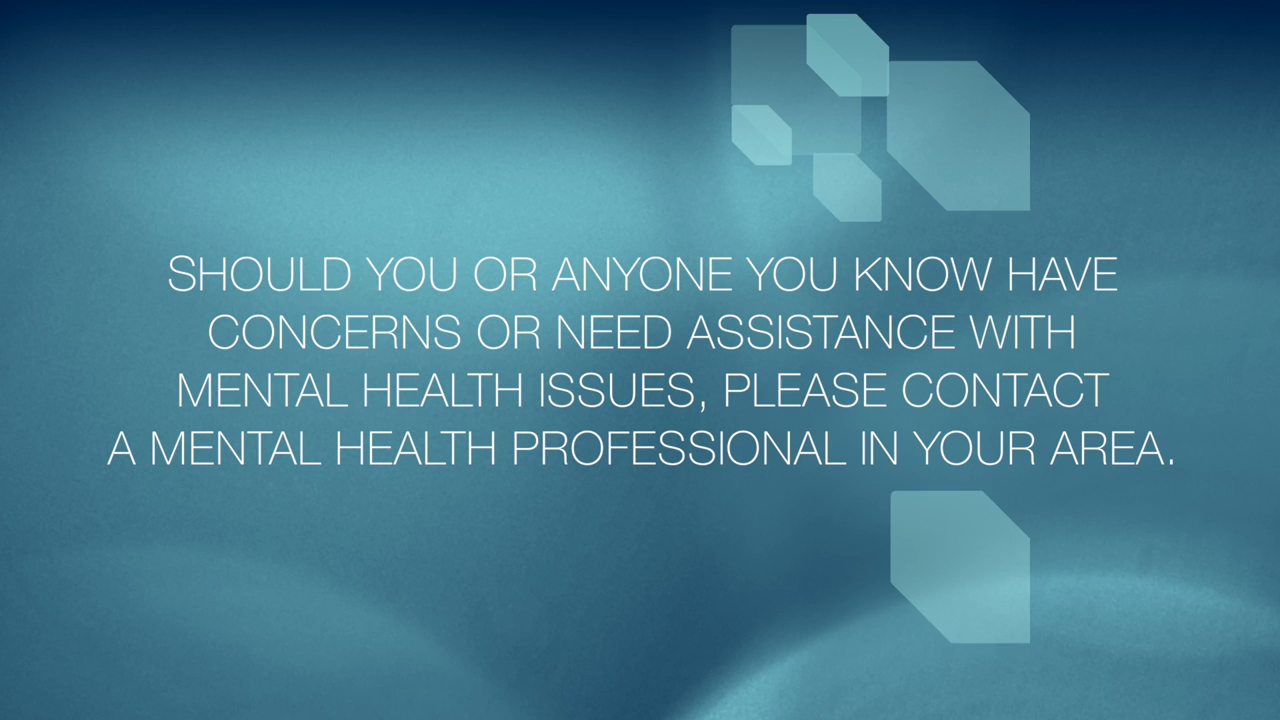 SHOULD YOU OR ANYONE YOU KNOW HAVE
CONCERNS OR NEED ASSISTANCE WITH
MENTAL HEALTH ISSUES, PLEASE CONTACT
A MENTAL HEALTH PROFESSIONAL IN YOUR AREA.